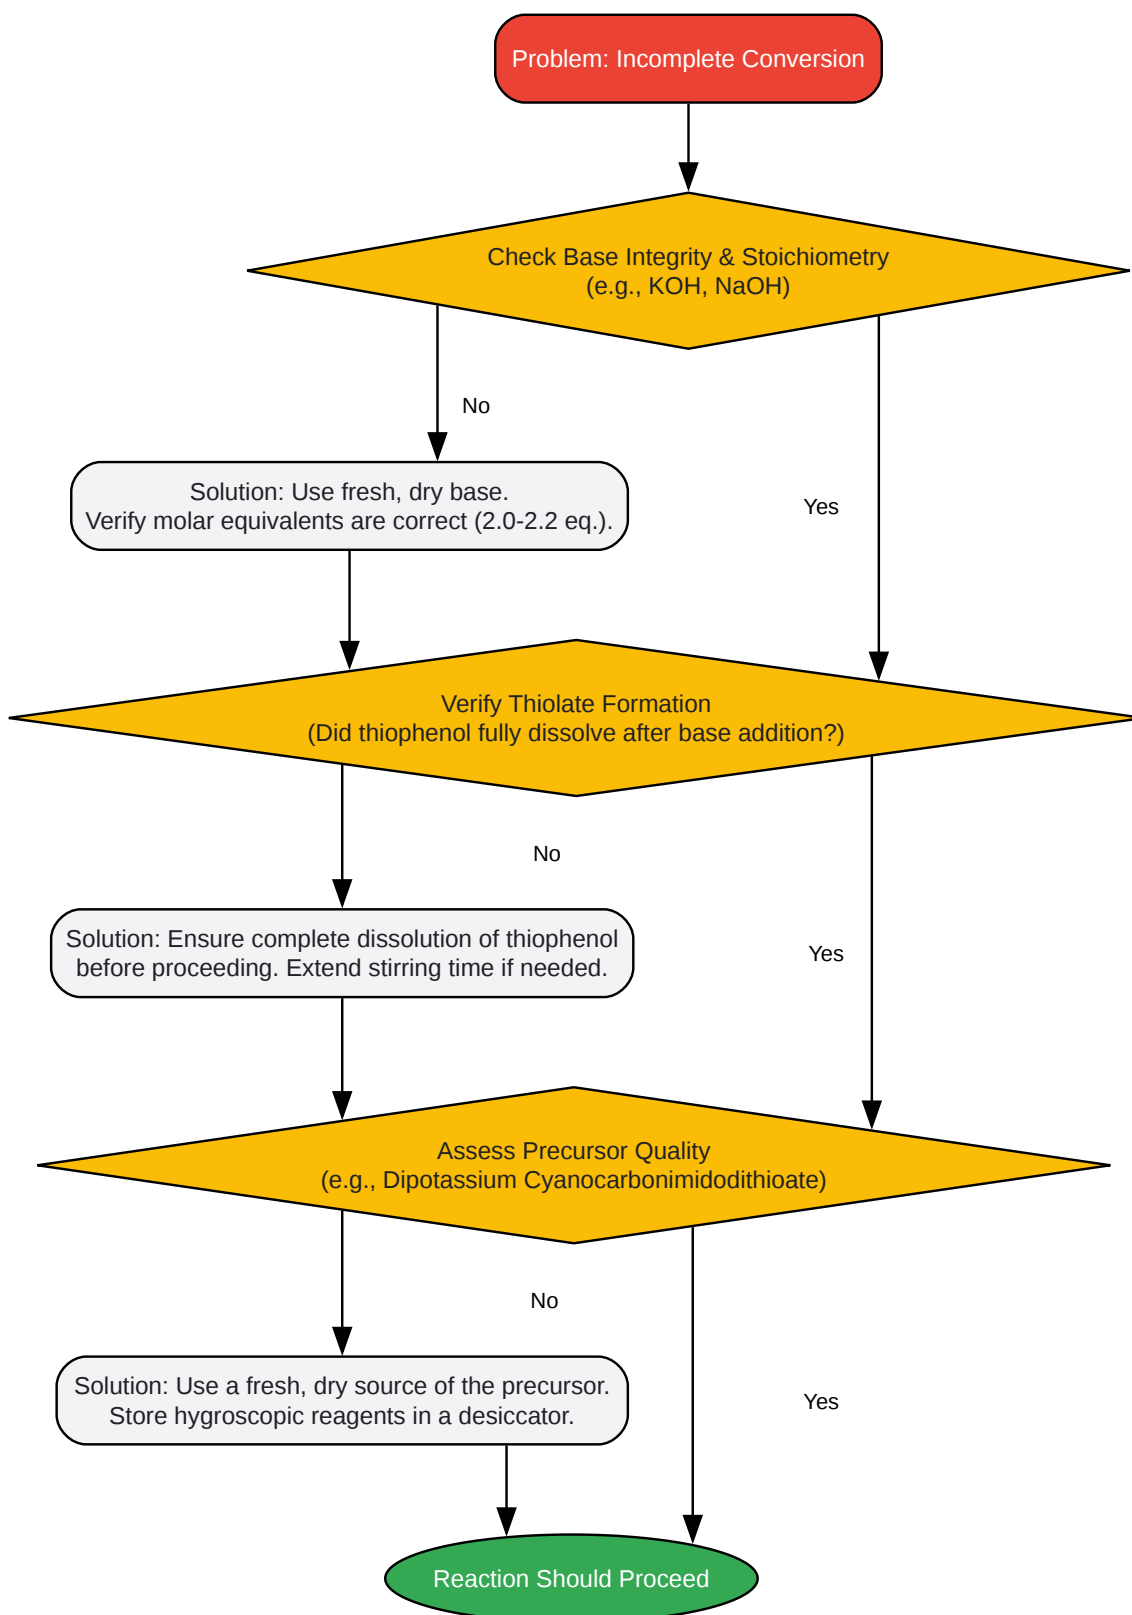 Problem: Incomplete Conversion
Check Base Integrity & Stoichiometry
(e.g., KOH, NaOH)
No
Solution: Use fresh, dry base.
Verify molar equivalents are correct (2.0-2.2 eq.).
Yes
Verify Thiolate Formation
(Did thiophenol fully dissolve after base addition?)
No
Solution: Ensure complete dissolution of thiophenol
before proceeding. Extend stirring time if needed.
Yes
Assess Precursor Quality
(e.g., Dipotassium Cyanocarbonimidodithioate)
No
Solution: Use a fresh, dry source of the precursor.
Store hygroscopic reagents in a desiccator.
Yes
Reaction Should Proceed